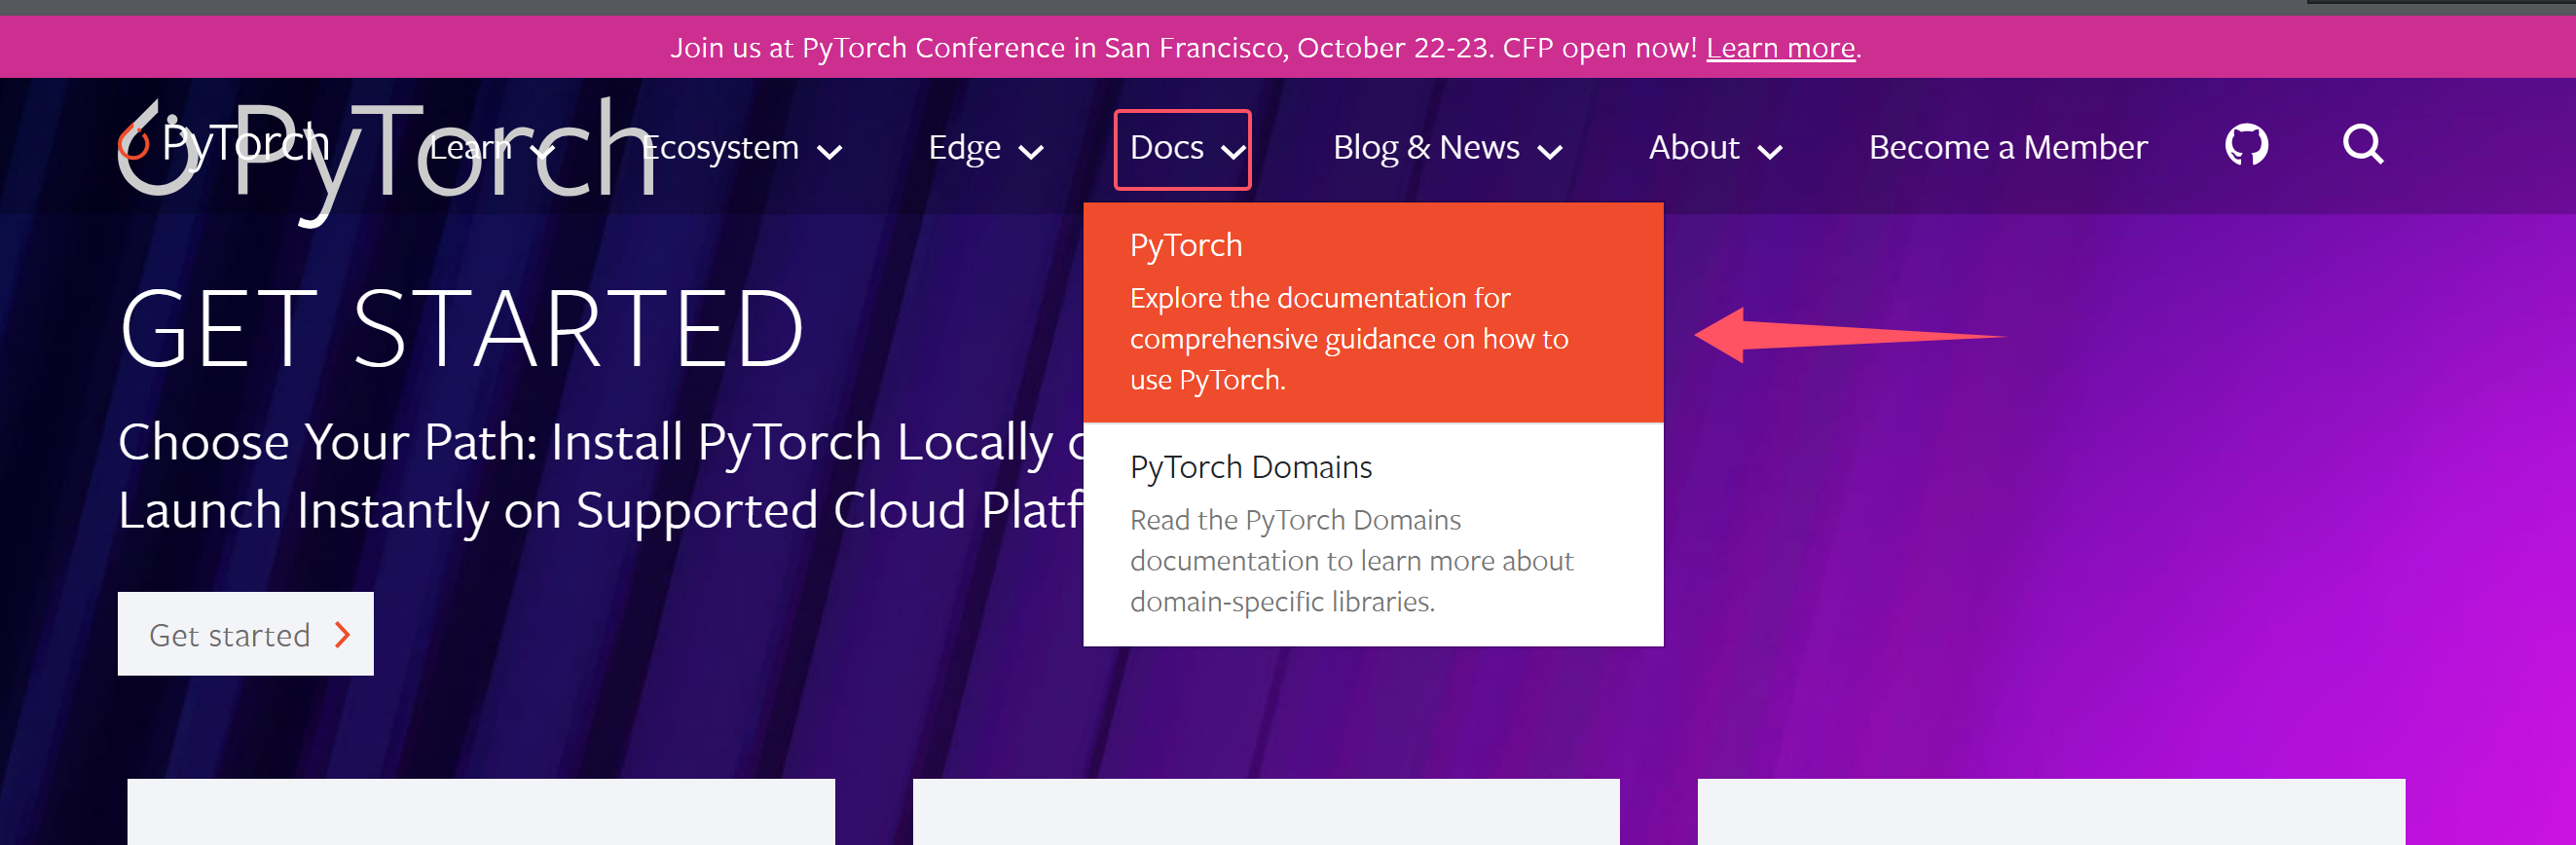 Join us at PyTorch Conference in San Francisco, October 22-23. CFP open now! Learn more.
PyTorch
PyTorch
Learn
Ecosystem
Edge
Docs
Blog & News
About
Become a Member
PyTorch
Explore the documentation for
comprehensive guidance on how to
use PyTorch.
PyTorch Domains
Read the PyTorch Domains
documentation to learn more about
domain-specific libraries.
GET STARTED
Choose Your Path: Install PyTorch Locally
Launch Instantly on Supported Cloud
Get started